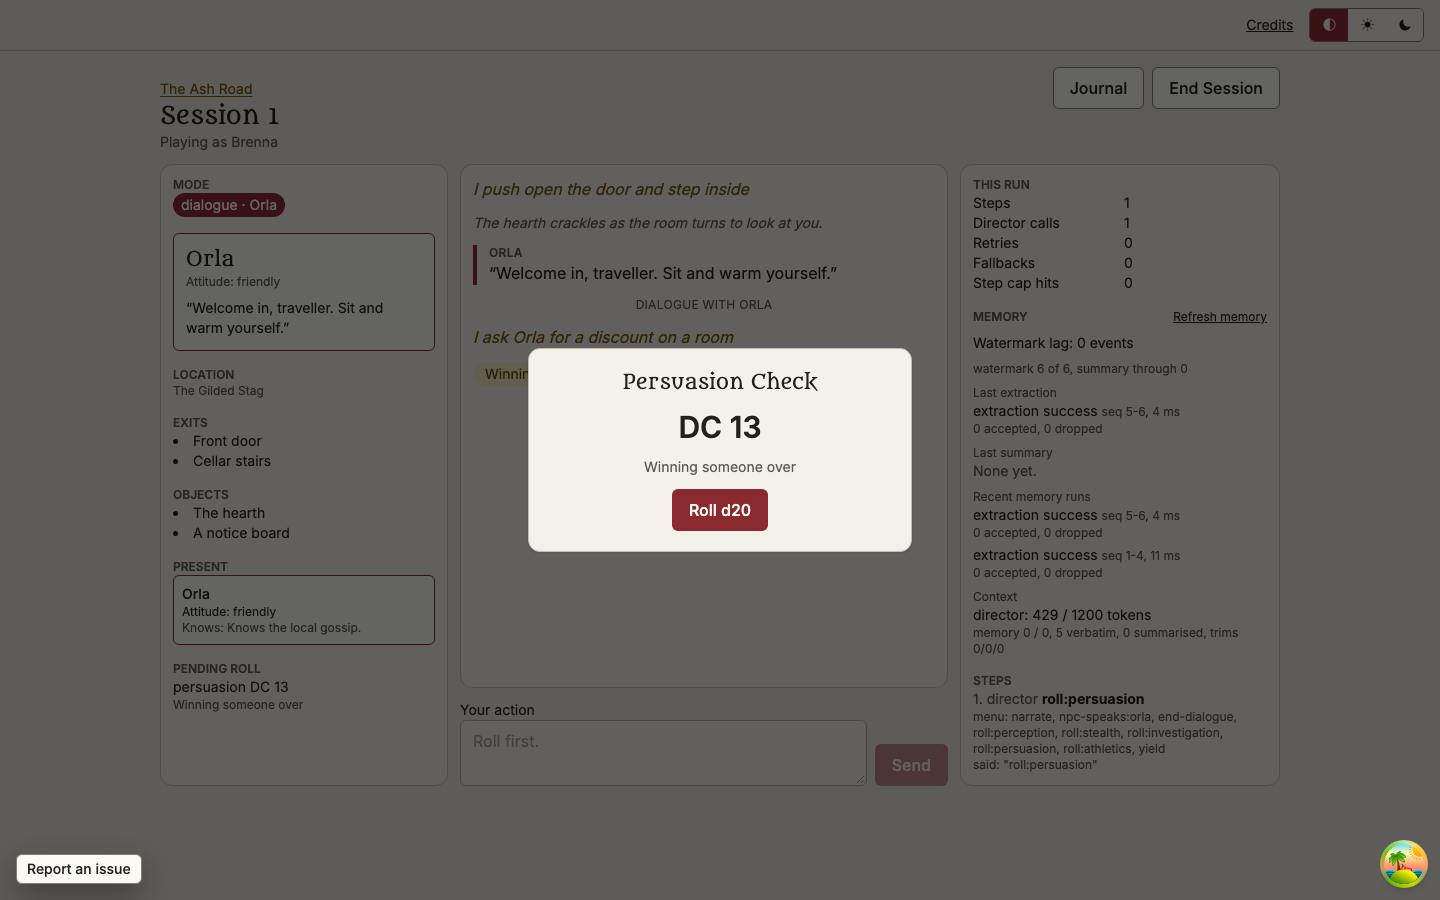 Credits
The Ash Road
Session 1
Playing as Brenna
Journal
End Session
MODE
dialogue · Orla
Orla
Attitude: friendly
“Welcome in, traveller. Sit and
warm yourself.”
LOCATION
The Gilded Stag
EXITS
Front door
Cellar stairs
OBJECTS
The hearth
A notice board
PRESENT
Orla
Attitude: friendly
Knows: Knows the local gossip.
PENDING ROLL
persuasion DC 13
Winning someone over
I push open the door and step inside
The hearth crackles as the room turns to look at you.
ORLA
“Welcome in, traveller. Sit and warm yourself.”
DIALOGUE WITH ORLA
I ask Orla for a discount on a room
Persuasion Check
DC 13
Winning someone over
Roll d20
Your action
Roll first.
Send
THIS RUN
Steps 1
Director calls 1
Retries 0
Fallbacks 0
Step cap hits 0
MEMORY Refresh memory
Watermark lag: 0 events
watermark 6 of 6, summary through 0
Last extraction
extraction success seq 5-6, 4 ms
0 accepted, 0 dropped
Last summary
None yet.
Recent memory runs
extraction success seq 5-6, 4 ms
0 accepted, 0 dropped
extraction success seq 1-4, 11 ms
0 accepted, 0 dropped
Context
director: 429 / 1200 tokens
memory 0 / 0, 5 verbatim, 0 summarised, trims
0/0/0
STEPS
1. director roll:persuasion
menu: narrate, npc-speaks:orla, end-dialogue,
roll:perception, roll:stealth, roll:investigation,
roll:persuasion, roll:athletics, yield
said: "roll:persuasion"
Report an issue